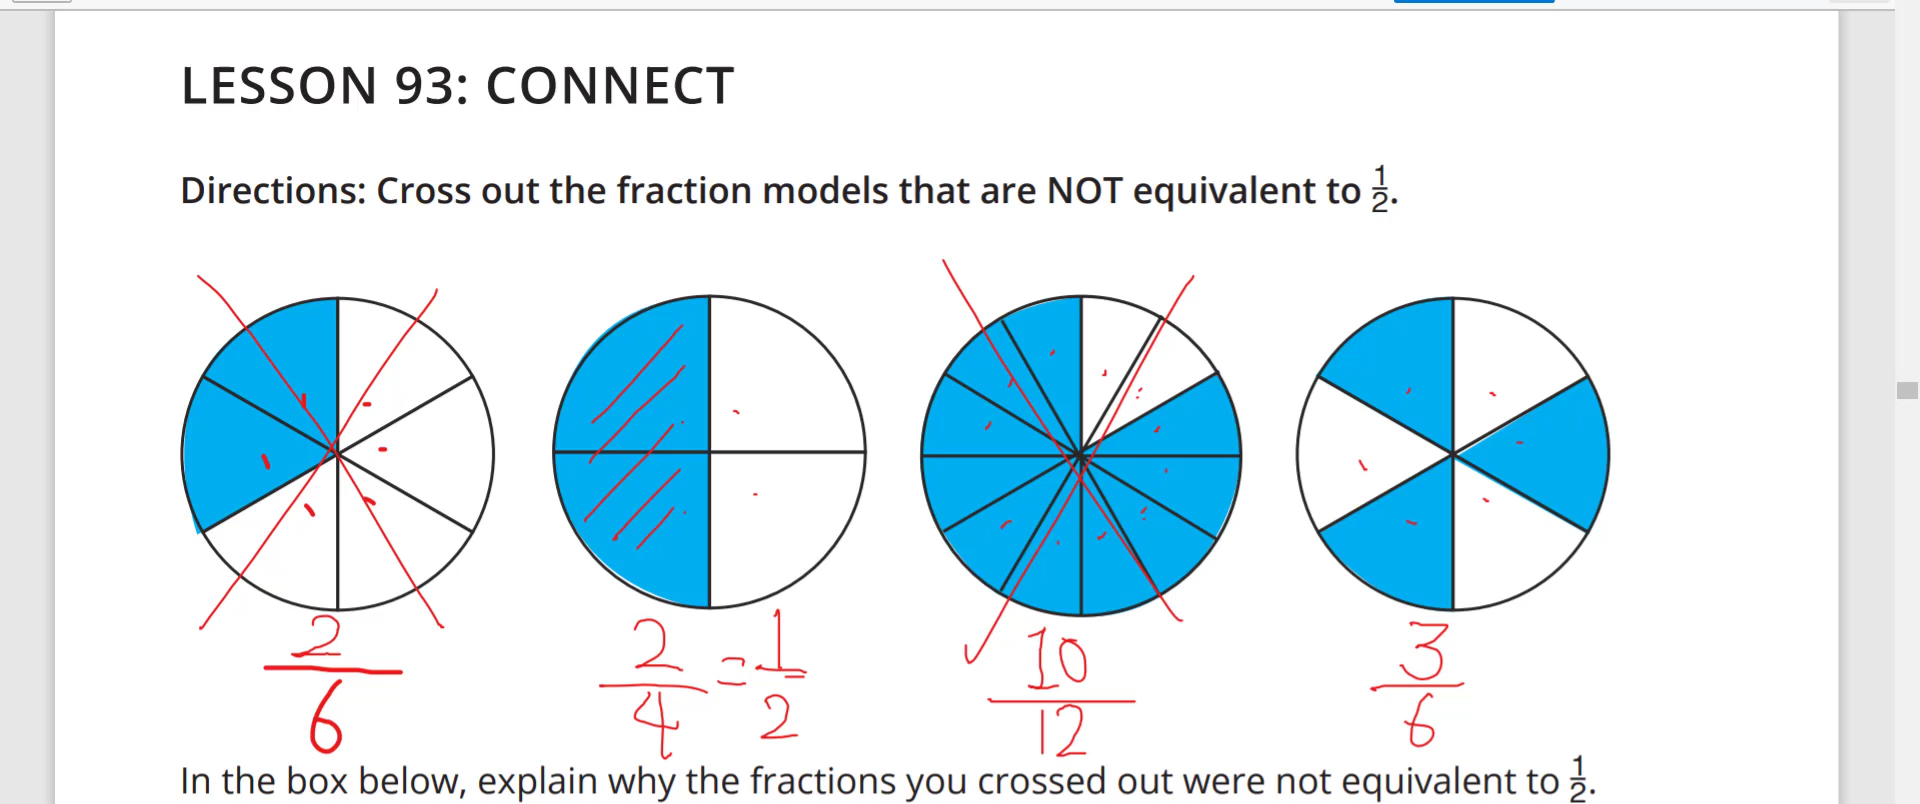 LESSON 93: CONNECT
Directions: Cross out the fraction models that are NOT equivalent to 1/2.
2/6 2/4 = 1/2 10/12 3/6
In the box below, explain why the fractions you crossed out were not equivalent to 1/2.